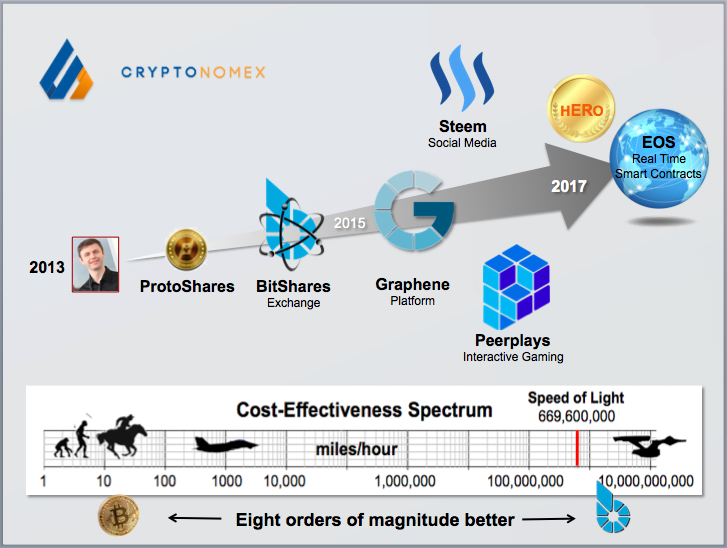 CRYPTONOMEX
Steem
Social Media
HERO
EOS
Real Time
Smart Contracts
2017
2015
2013
ProtoShares
BitShares
Exchange
Graphene
Platform
Peerplays
Interactive Gaming
Cost-Effectiveness Spectrum
Speed of Light
669,600,000
miles/hour
1 10 100 1000 10,000 1,000,000 100,000,000 10,000,000,000
Eight orders of magnitude better